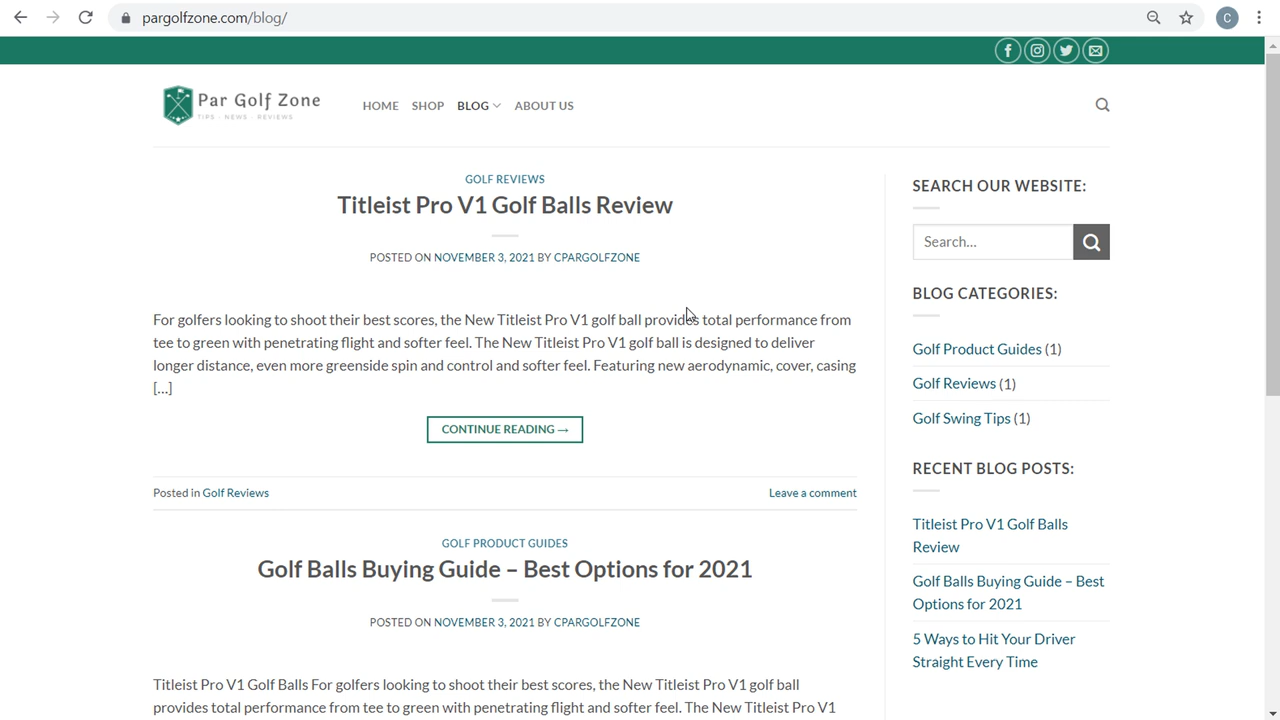 pargolfzone.com/blog/
C
Par Golf Zone
TIPS - NEWS - REVIEWS
HOME SHOP BLOG ABOUT US
GOLF REVIEWS
Titleist Pro V1 Golf Balls Review
POSTED ON NOVEMBER 3, 2021 BY CPARGOLFZONE
For golfers looking to shoot their best scores, the New Titleist Pro V1 golf ball provides total performance from
tee to green with penetrating flight and softer feel. The New Titleist Pro V1 golf ball is designed to deliver
longer distance, even more greenside spin and control and softer feel. Featuring new aerodynamic, cover, casing
[...]
CONTINUE READING →
Posted in Golf Reviews
Leave a comment
GOLF PRODUCT GUIDES
Golf Balls Buying Guide – Best Options for 2021
POSTED ON NOVEMBER 3, 2021 BY CPARGOLFZONE
Titleist Pro V1 Golf Balls For golfers looking to shoot their best scores, the New Titleist Pro V1 golf ball
provides total performance from tee to green with penetrating flight and softer feel. The New Titleist Pro V1
SEARCH OUR WEBSITE:
Search...
BLOG CATEGORIES:
Golf Product Guides (1)
Golf Reviews (1)
Golf Swing Tips (1)
RECENT BLOG POSTS:
Titleist Pro V1 Golf Balls
Review
Golf Balls Buying Guide – Best
Options for 2021
5 Ways to Hit Your Driver
Straight Every Time